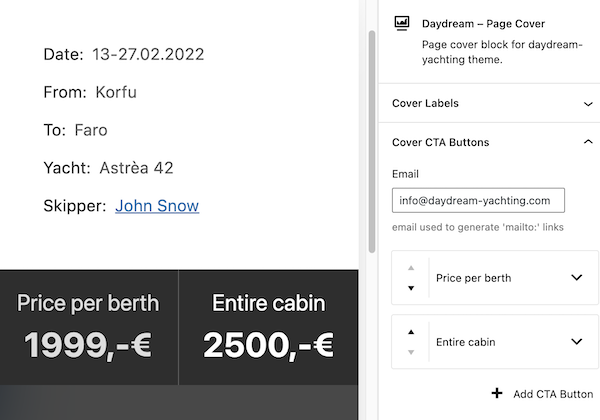 Date: 13-27.02.2022
From: Korfu
To: Faro
Yacht: Astrèa 42
Skipper: John Snow
Price per berth
1999,-€
Entire cabin
2500,-€
Daydream – Page Cover
Page cover block for daydream-
yachting theme.
Cover Labels
Cover CTA Buttons
Email
info@daydream-yachting.com
email used to generate 'mailto:' links
Price per berth
Entire cabin
Add CTA Button